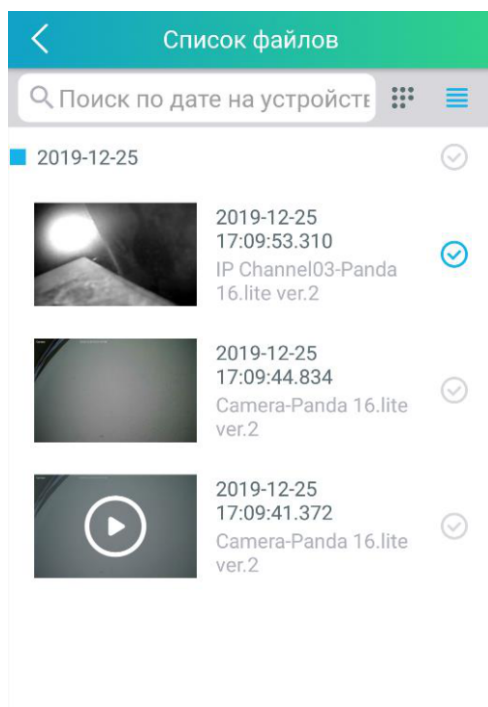 Список файлов
Поиск по дате на устройств
2019-12-25
2019-12-25
17:09:53.310
IP Channel03-Panda
16.lite ver.2
2019-12-25
17:09:44.834
Camera-Panda 16.lite
ver.2
2019-12-25
17:09:41.372
Camera-Panda 16.lite
ver.2